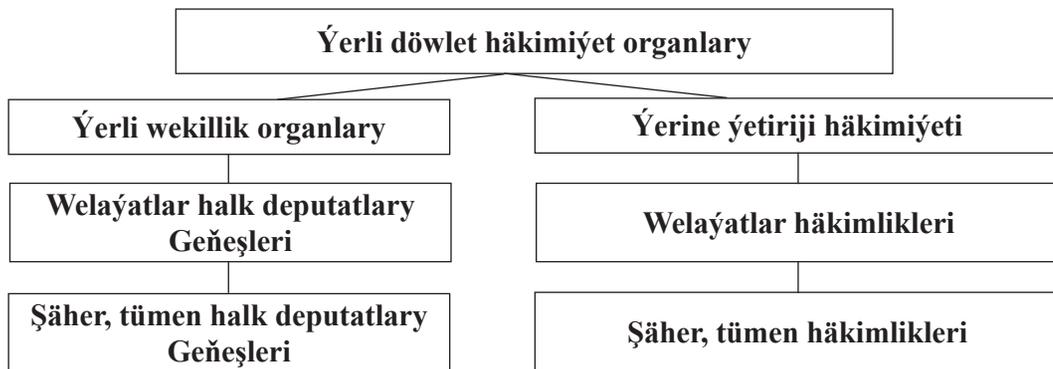 Ýerli döwlet häkimiýet organlary
Ýerli wekillik organlary
Ýerine ýetiriji häkimiýeti
Welaýatlar halk deputatlary
Geňeşleri
Welaýatlar häkimlikleri
Şäher, tümen halk deputatlary
Geňeşleri
Şäher, tümen häkimlikleri